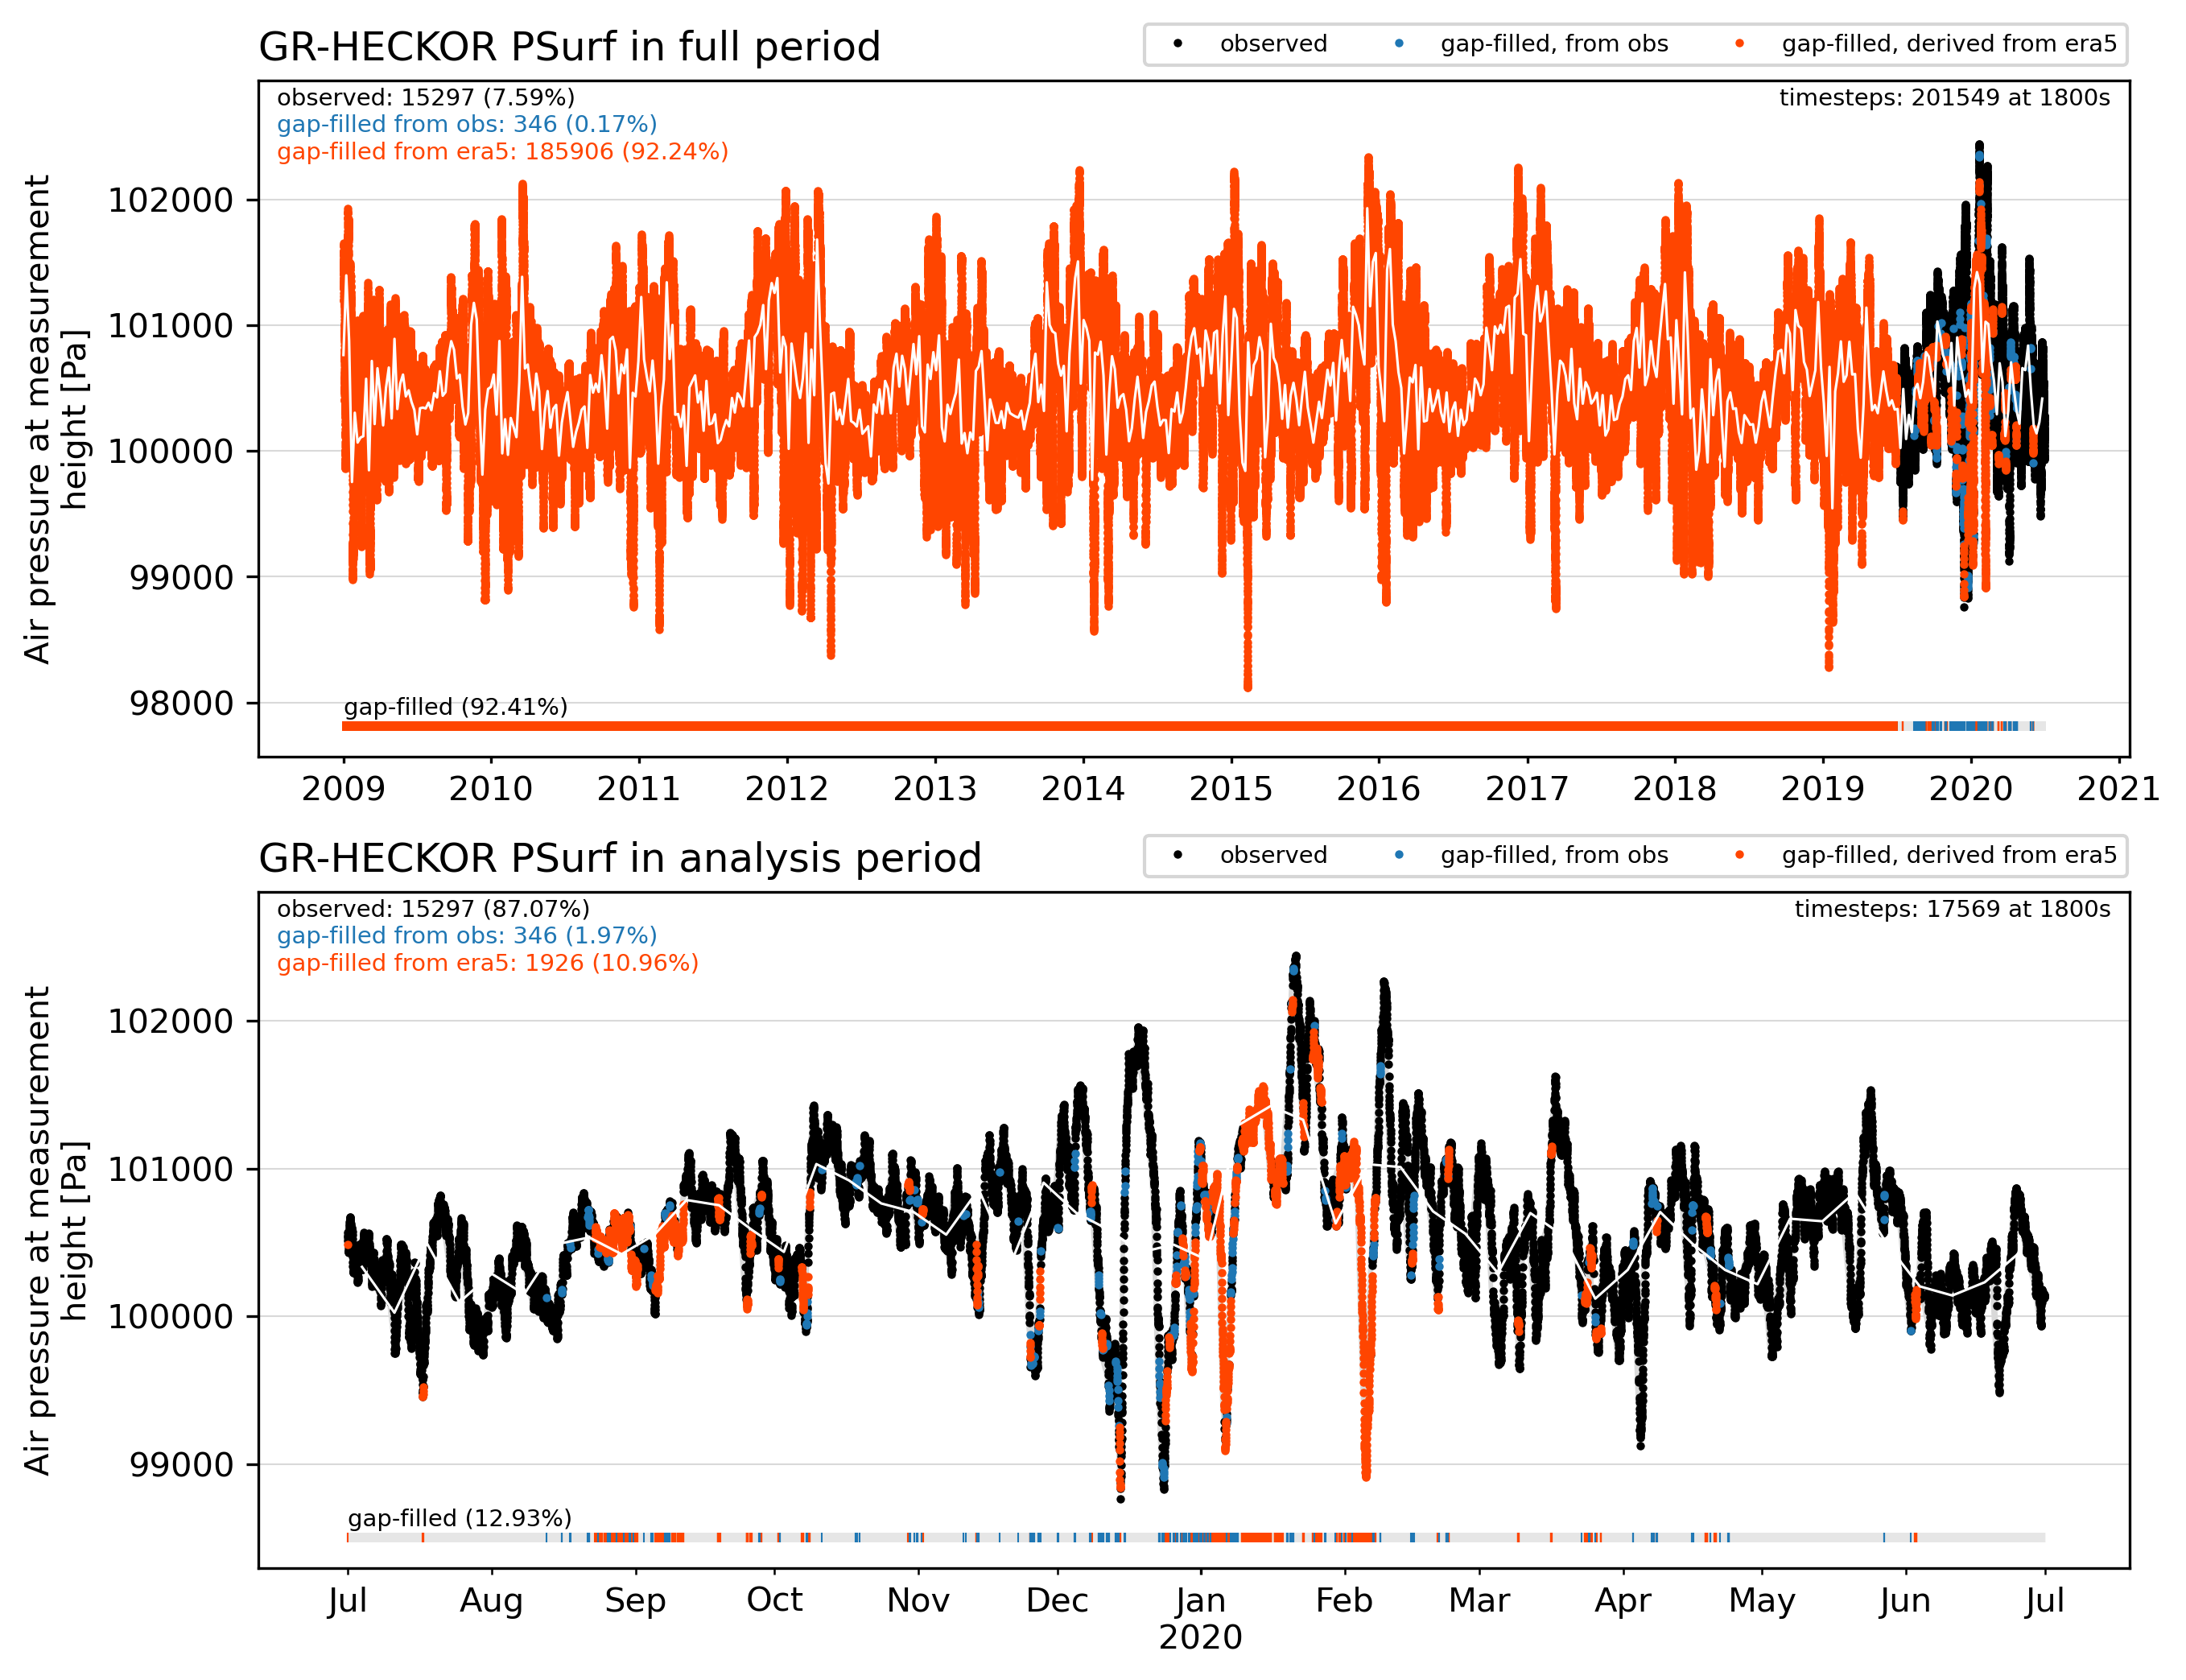 GR-HECKOR PSurf in full period
observed
gap-filled, from obs
gap-filled, derived from era5
observed: 15297 (7.59%)
gap-filled from obs: 346 (0.17%)
gap-filled from era5: 185906 (92.24%)
timesteps: 201549 at 1800s
Air pressure at measurement
height [Pa]
102000
101000
100000
99000
98000
gap-filled (92.41%)
2009 2010 2011 2012 2013 2014 2015 2016 2017 2018 2019 2020 2021
GR-HECKOR PSurf in analysis period
observed
gap-filled, from obs
gap-filled, derived from era5
observed: 15297 (87.07%)
gap-filled from obs: 346 (1.97%)
gap-filled from era5: 1926 (10.96%)
timesteps: 17569 at 1800s
Air pressure at measurement
height [Pa]
102000
101000
100000
99000
gap-filled (12.93%)
Jul Aug Sep Oct Nov Dec Jan Feb Mar Apr May Jun Jul
2020